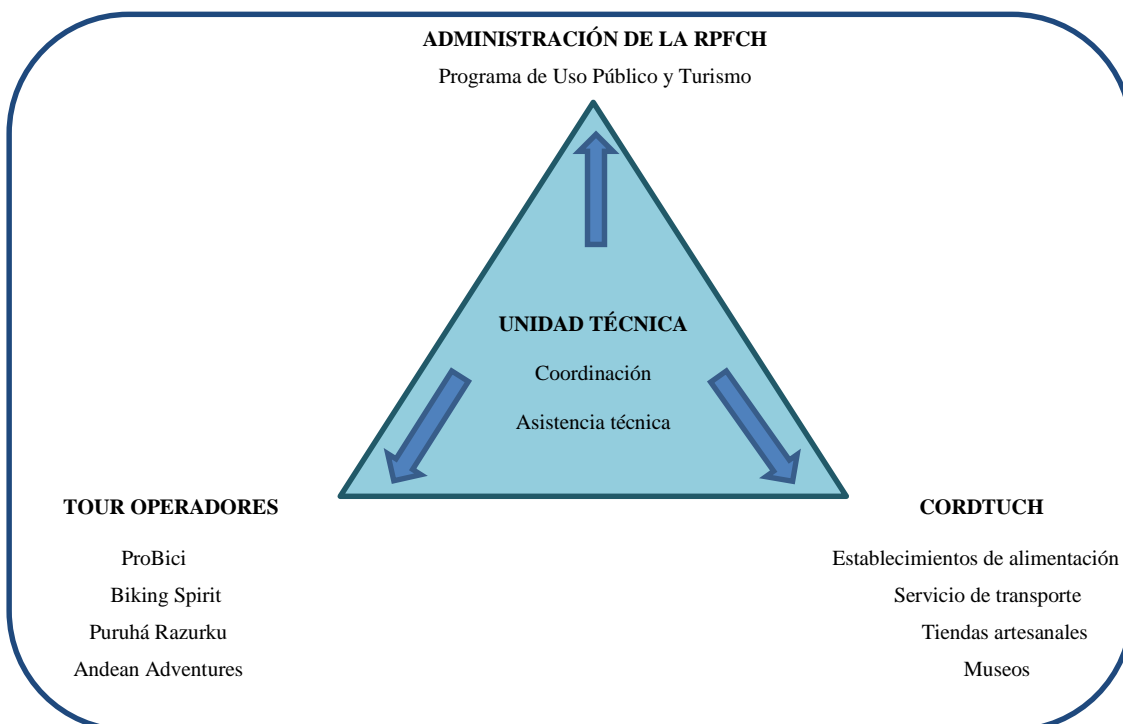 ADMINISTRACIÓN DE LA RPFCH
Programa de Uso Público y Turismo
UNIDAD TÉCNICA
Coordinación
Asistencia técnica
TOUR OPERADORES
ProBici
Biking Spirit
Puruhá Razurku
Andean Adventures
CORDTUCH
Establecimientos de alimentación
Servicio de transporte
Tiendas artesanales
Museos